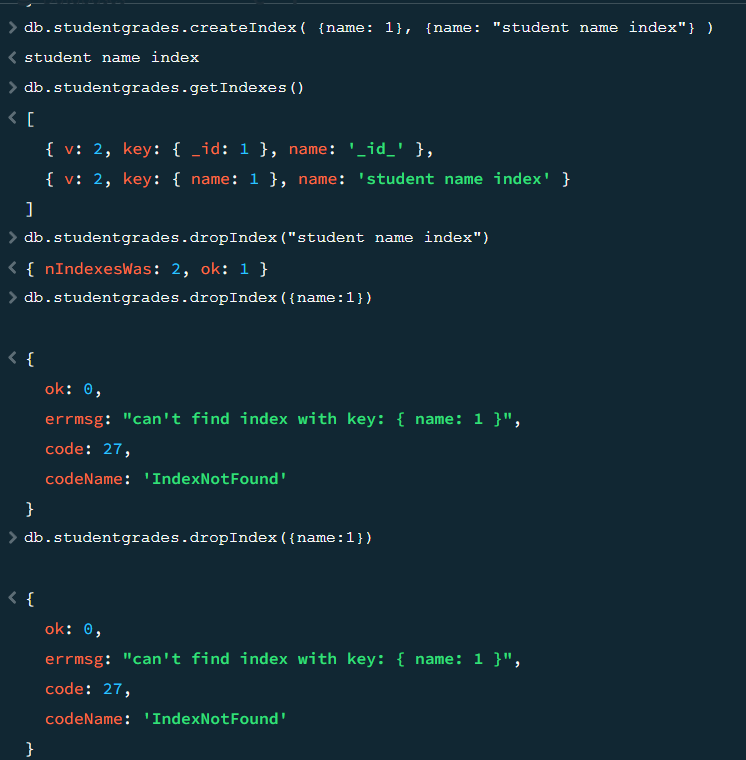 > db.studentgrades.createIndex( {name: 1}, {name: "student name index"} )
< student name index
> db.studentgrades.getIndexes()
< [
{ v: 2, key: { _id: 1 }, name: '_id_' },
{ v: 2, key: { name: 1 }, name: 'student name index' }
]
> db.studentgrades.dropIndex("student name index")
< { nIndexesWas: 2, ok: 1 }
> db.studentgrades.dropIndex({name:1})
< {
ok: 0,
errmsg: "can't find index with key: { name: 1 }",
code: 27,
codeName: 'IndexNotFound'
}
> db.studentgrades.dropIndex({name:1})
< {
ok: 0,
errmsg: "can't find index with key: { name: 1 }",
code: 27,
codeName: 'IndexNotFound'
}